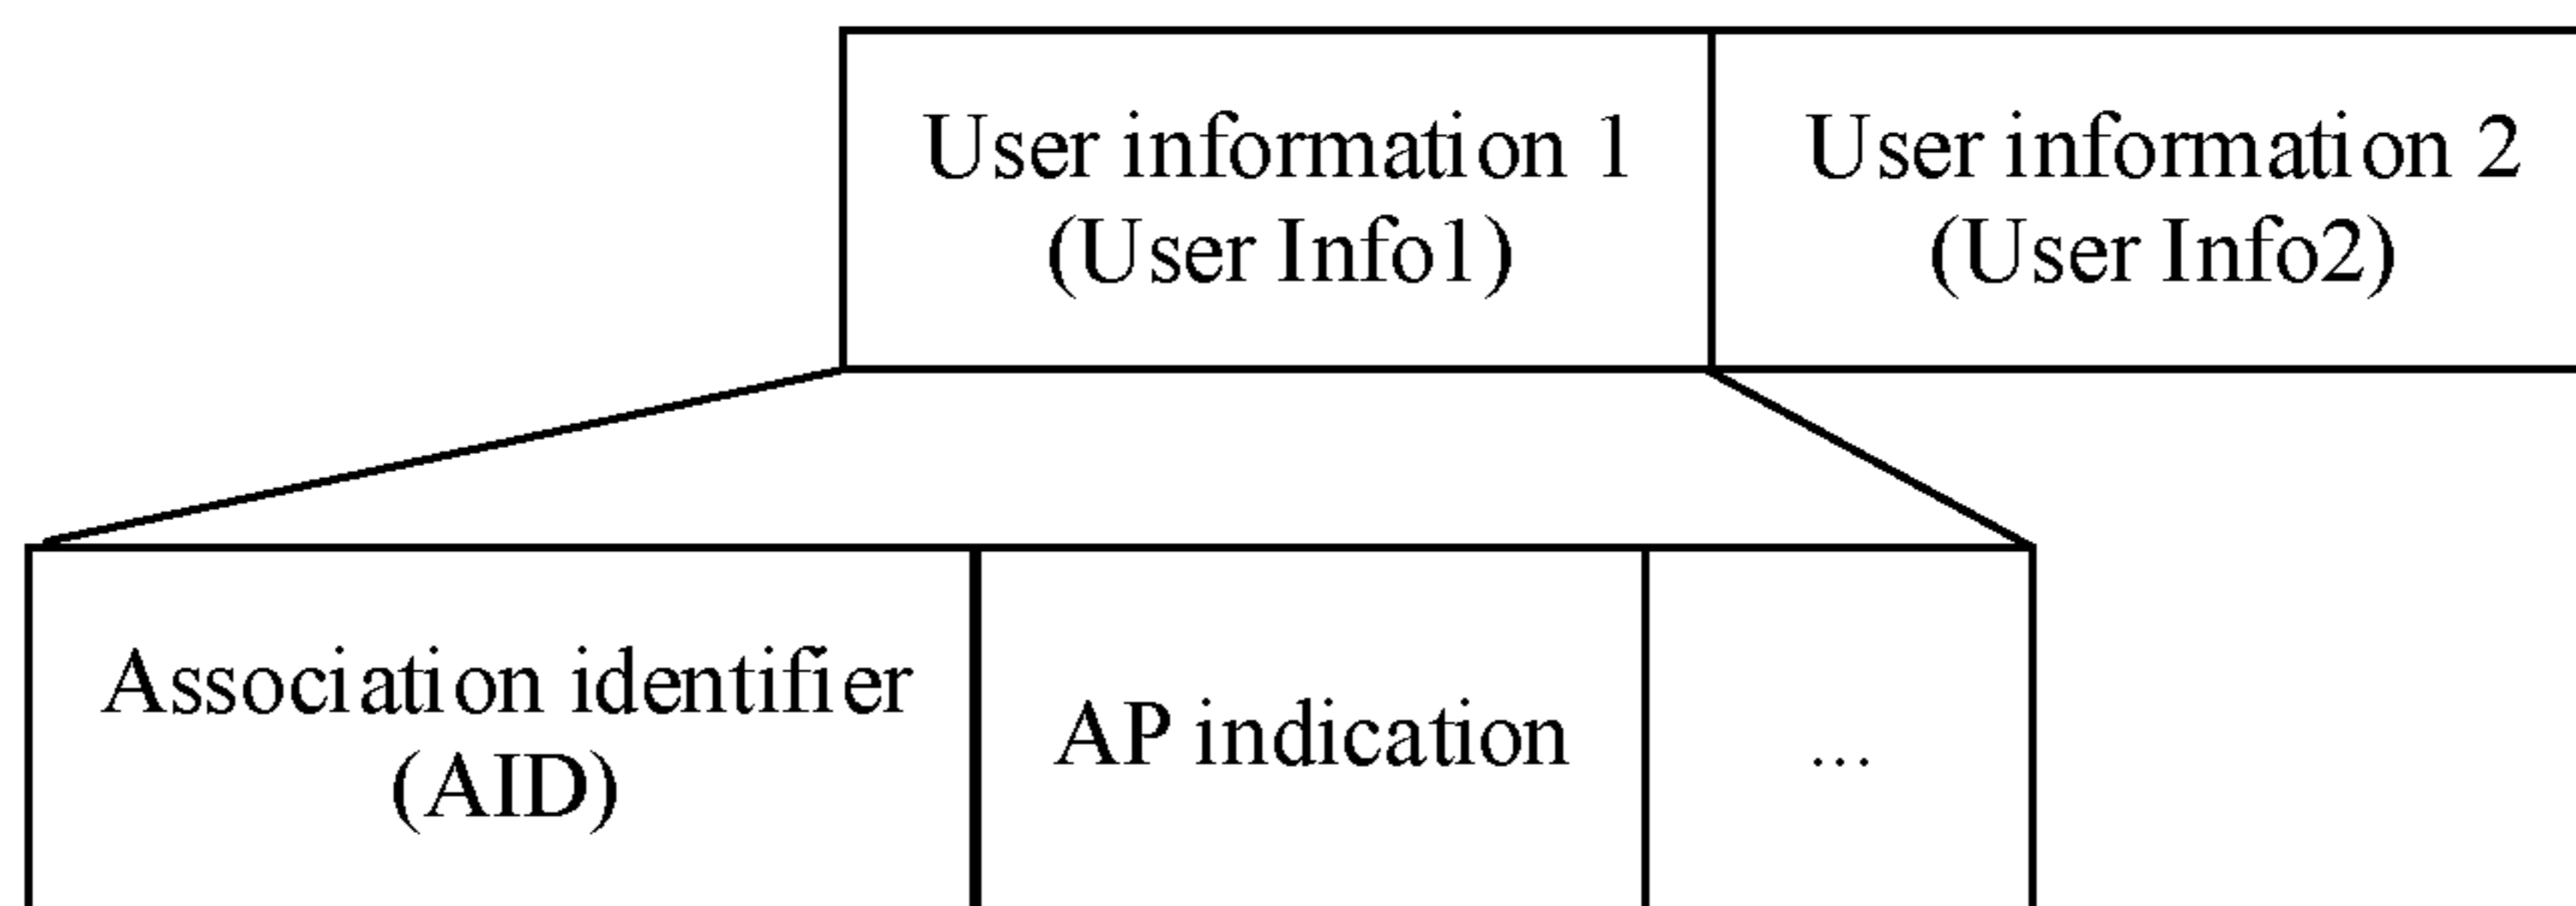 User information 1
(User Info1)
User information 2
(User Info2)
Association identifier
(AID)
AP indication
...